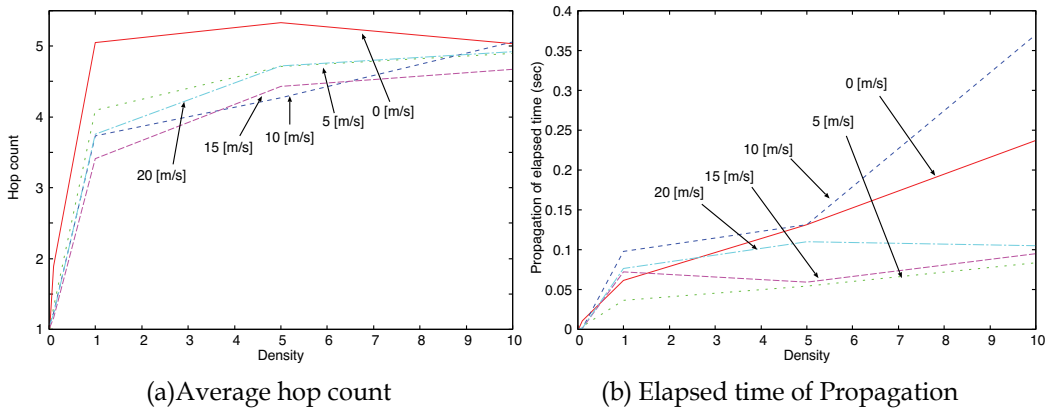 5
4
3
2
1
Hop count
0 [m/s]
5 [m/s]
10 [m/s]
15 [m/s]
20 [m/s]
0 1 2 3 4 5 6 7 8 9 10
Density
(a)Average hop count
0.4
0.35
0.3
0.25
0.2
0.15
0.1
0.05
0
Propagation of elapsed time (sec)
0 [m/s]
5 [m/s]
10 [m/s]
15 [m/s]
20 [m/s]
0 1 2 3 4 5 6 7 8 9 10
Density
(b) Elapsed time of Propagation